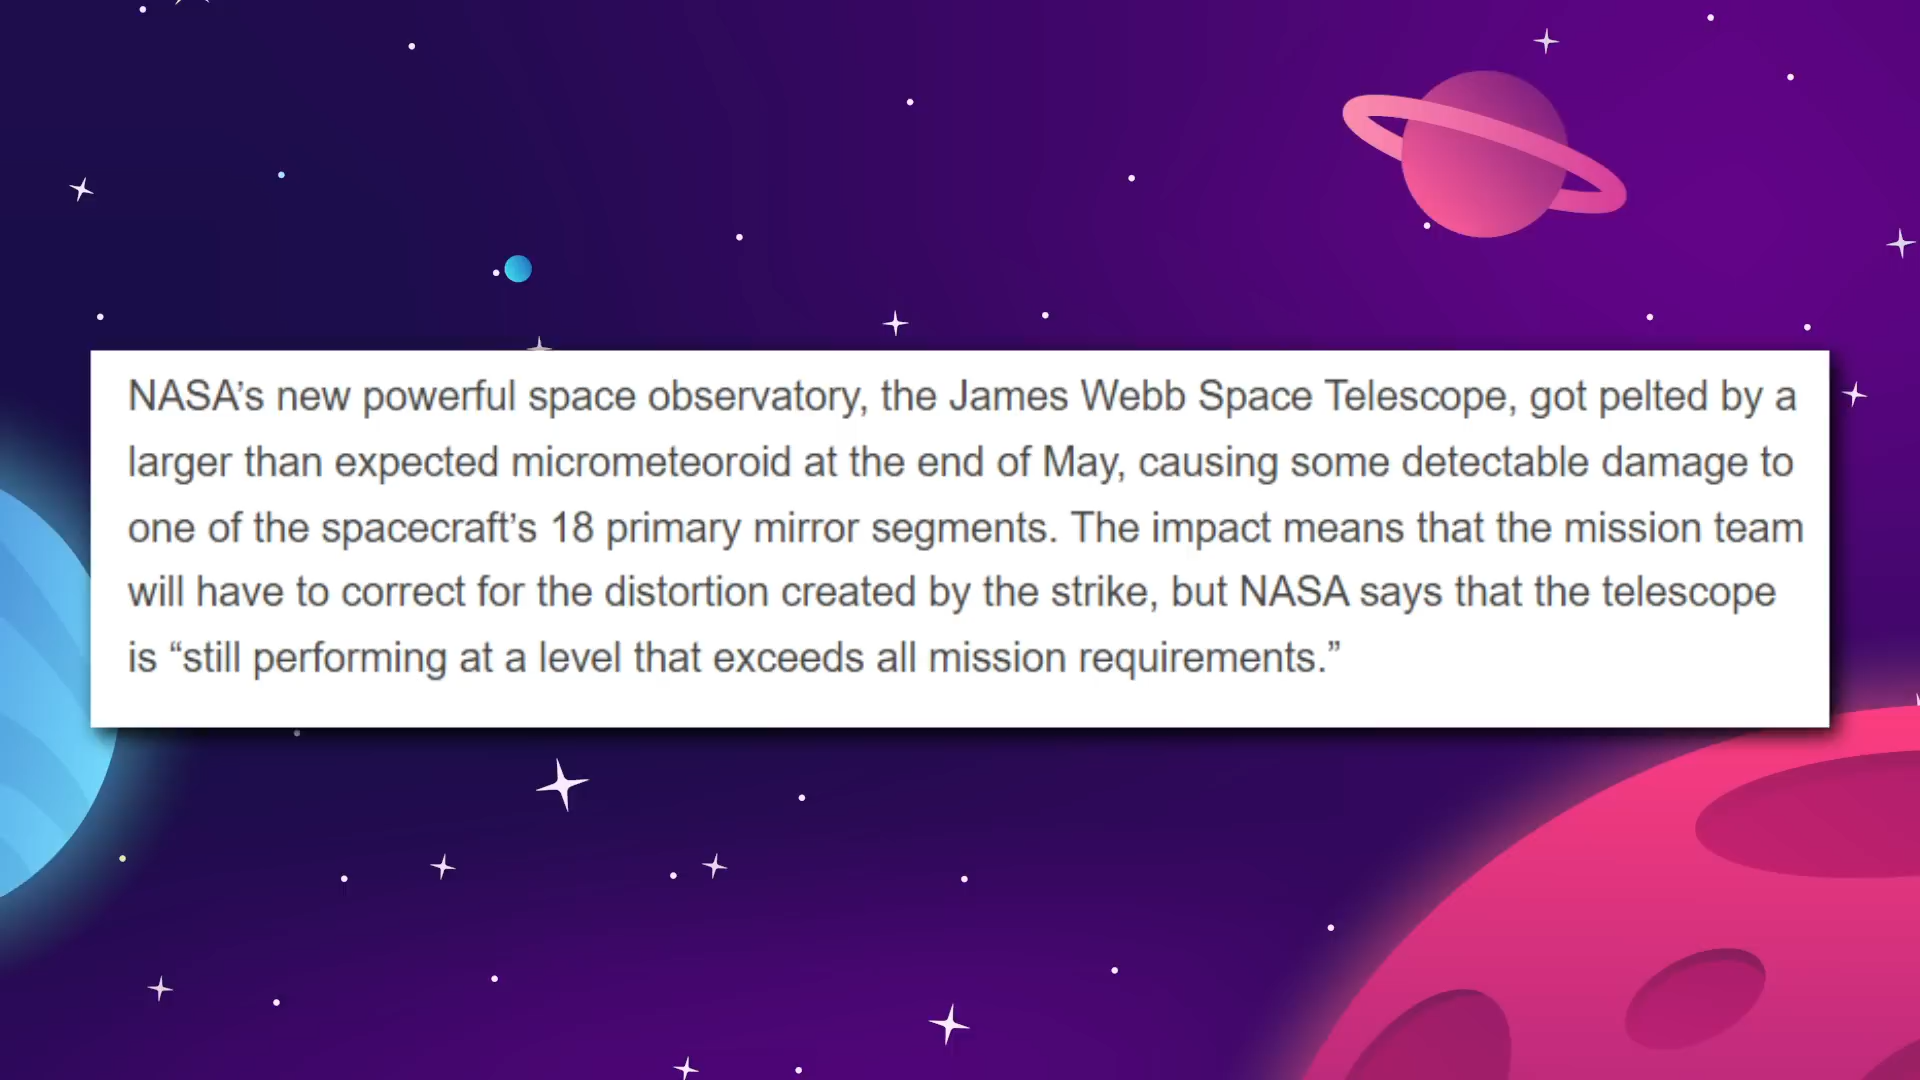 NASA’s new powerful space observatory, the James Webb Space Telescope, got pelted by a
larger than expected micrometeoroid at the end of May, causing some detectable damage to
one of the spacecraft’s 18 primary mirror segments. The impact means that the mission team
will have to correct for the distortion created by the strike, but NASA says that the telescope
is “still performing at a level that exceeds all mission requirements.”